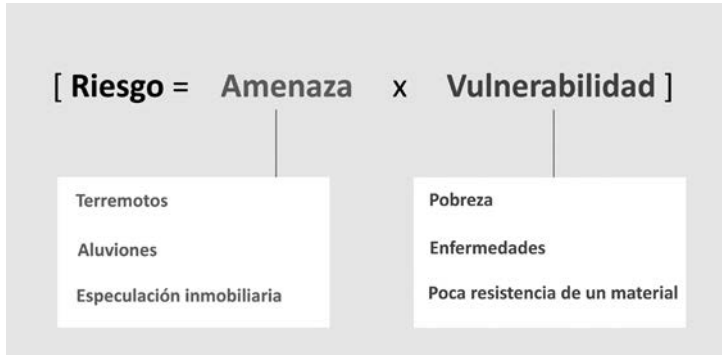 [ Riesgo = Amenaza x Vulnerabilidad ]
Terremotos
Aluviones
Especulación inmobiliaria
Pobreza
Enfermedades
Poca resistencia de un material